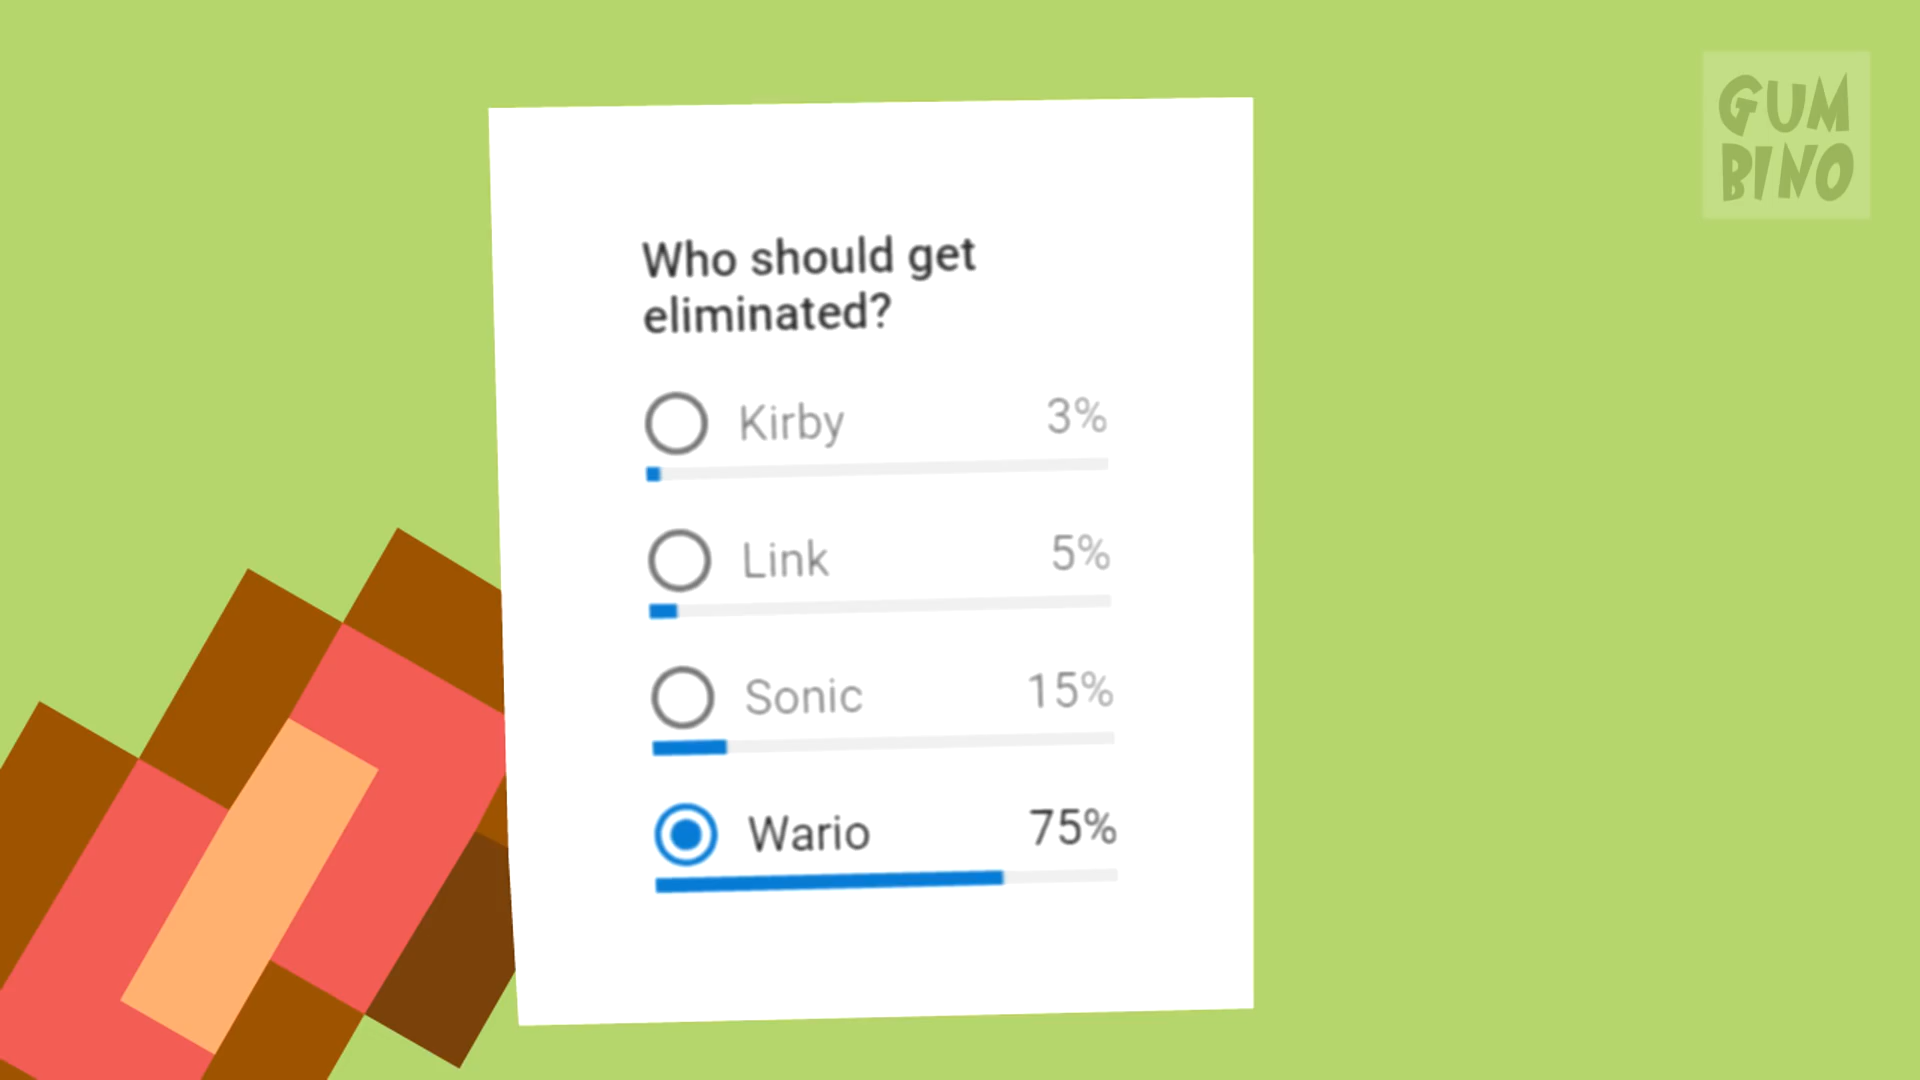 GUM
BINO
Who should get
eliminated?
Kirby 3%
Link 5%
Sonic 15%
Wario 75%